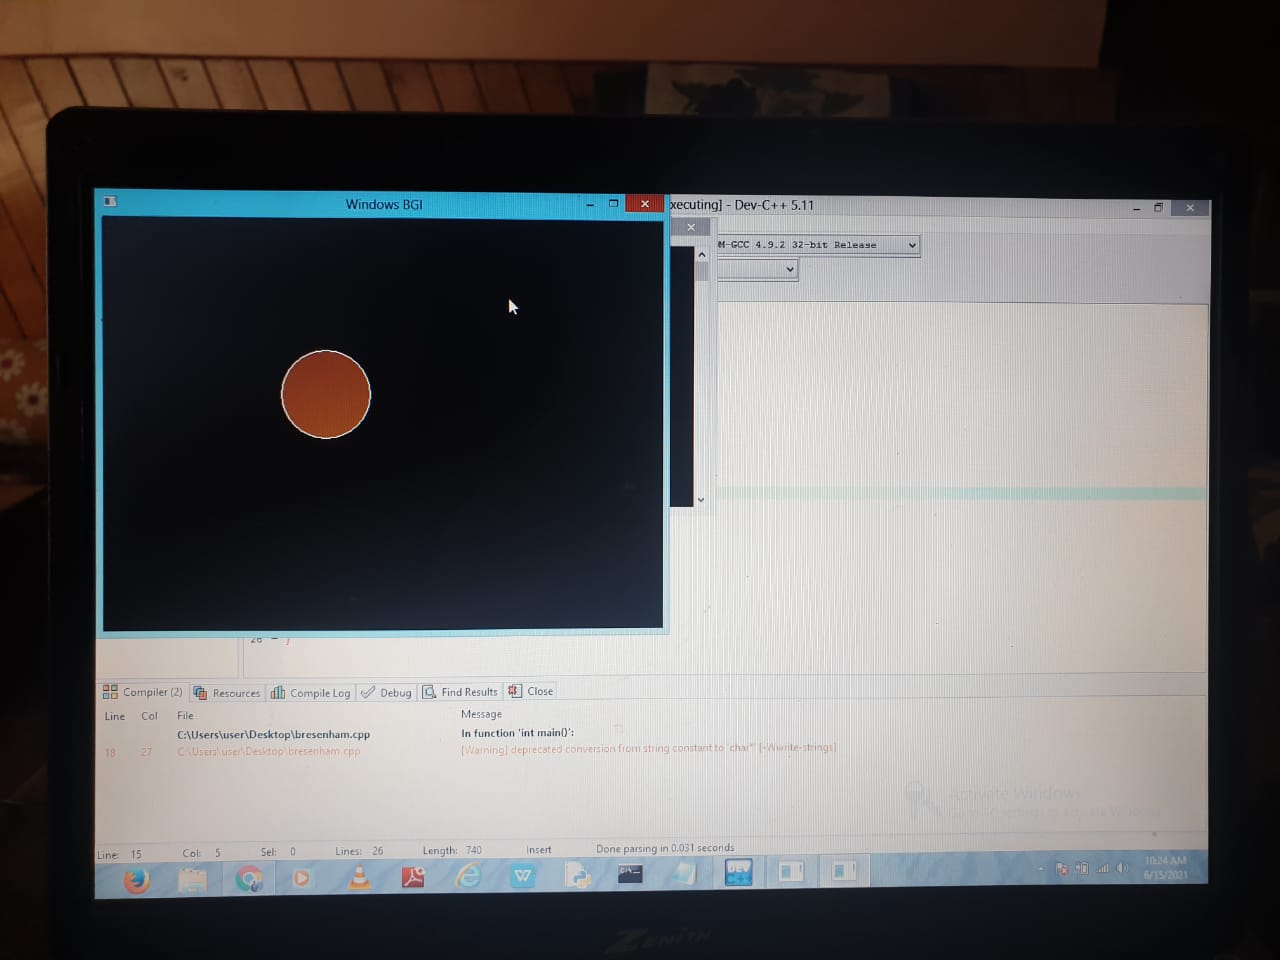 Windows BGI
xecuting] - Dev-C++ 5.11
M-GCC 4.9.2 32-bit Release
26
}
Compiler (2) Resources Compile Log Debug Find Results Close
Line Col File Message
C:\Users\user\Desktop\bresenham.cpp In function 'int main()':
18 27 C:\Users\user\Desktop\bresenham.cpp [Warning] deprecated conversion from string constant to 'char*' [-Wwrite-strings]
Activate Windows
Line: 15 Col: 5 Sel: 0 Lines: 26 Length: 740 Insert Done parsing in 0.031 seconds
DEV
C++
10:24 AM
6/15/2021
ZENITH